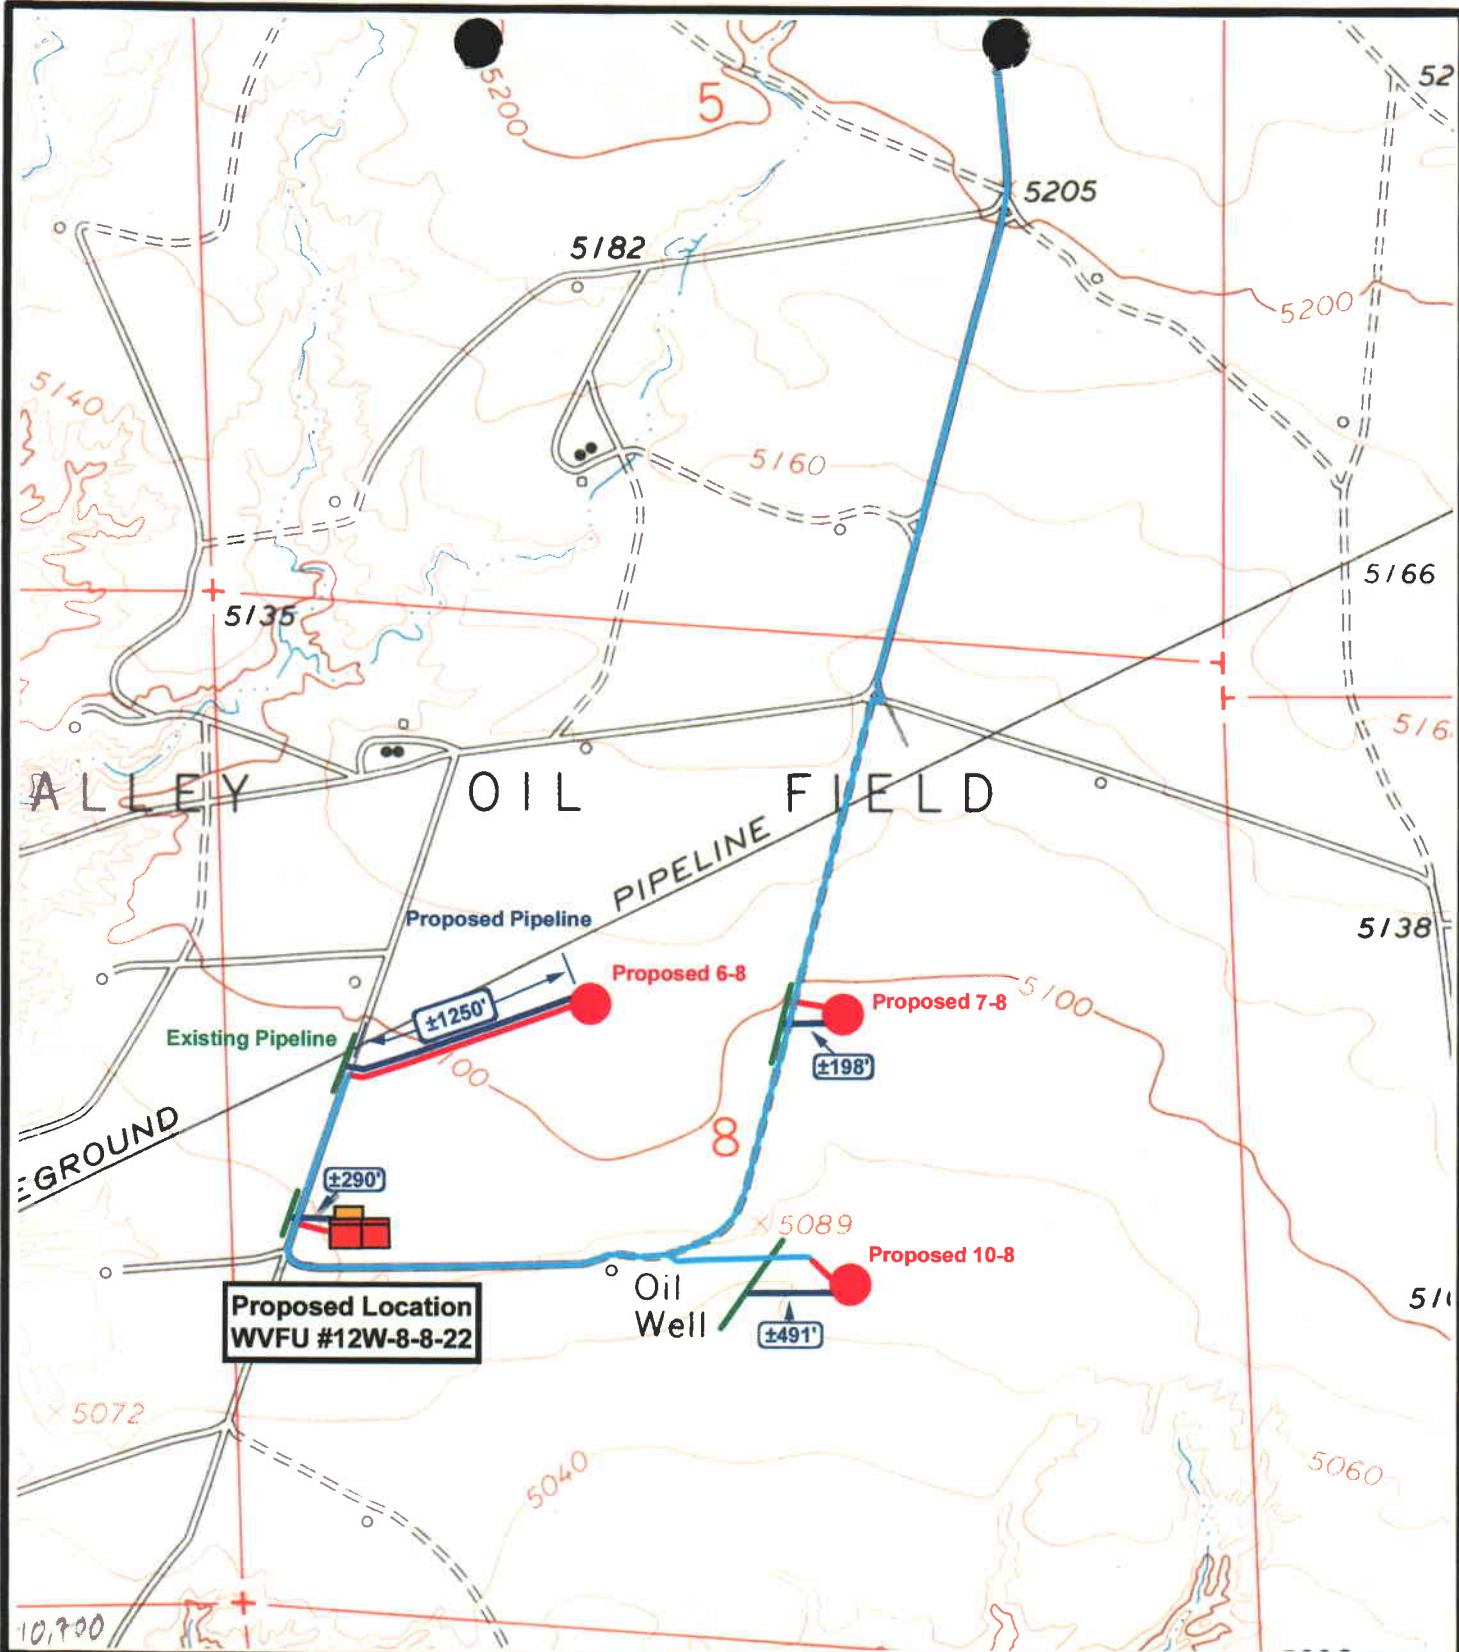 52
5200
5
5205
5182
5200
5140
5160
5166
5135
516
ALLEY OIL FIELD
PIPELINE
Proposed Pipeline
5138
Proposed 6-8
5100
Proposed 7-8
±1250'
Existing Pipeline
±198'
100
EGROUND
8
±290'
×5089
Proposed 10-8
Oil
Well
Proposed Location
WVFU #12W-8-8-22
±491'
×5072
5040
5060
10,700